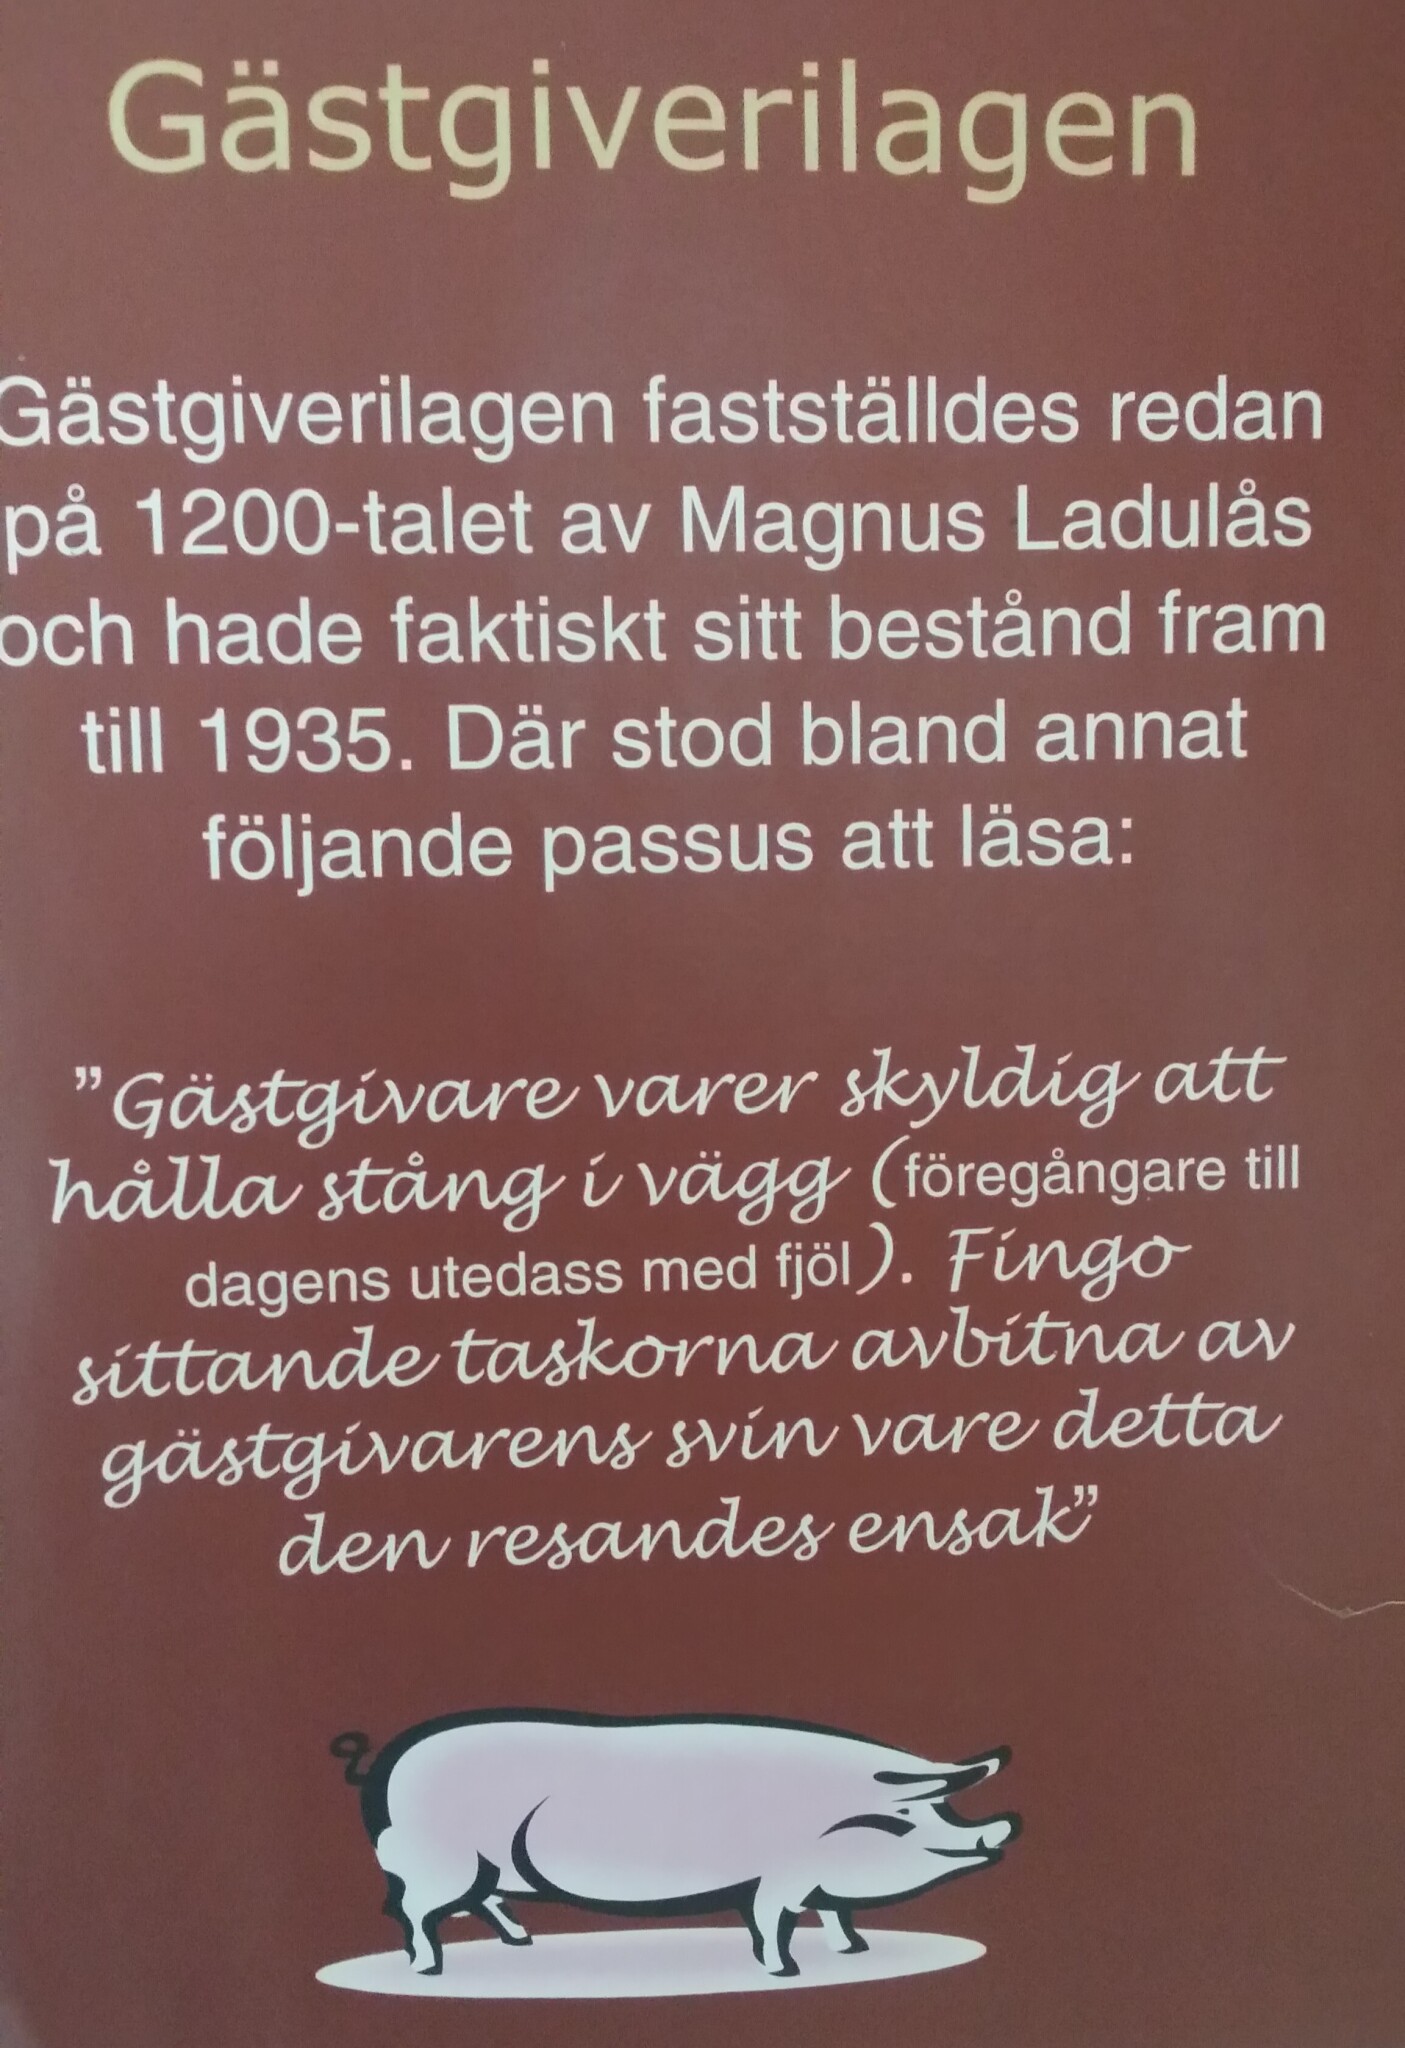 Gästgiverilagen
Gästgiverilagen fastställdes redan
på 1200-talet av Magnus Ladulås
och hade faktiskt sitt bestånd fram
till 1935. Där stod bland annat
följande passus att läsa:
”Gästgivare varer skyldig att
hålla stång i vägg (föregångare till
dagens utedass med fjöl). Fingo
sittande taskorna avbitna av
gästgivarens svin vare detta
den resandes ensak”